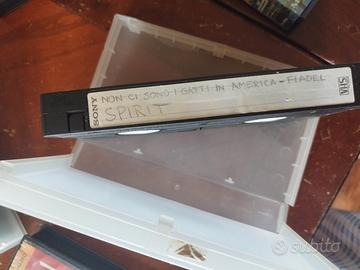 SONY
NON CI SONO I GATTI IN AMERICA - FIADEL
SPIRIT
VHS
subito